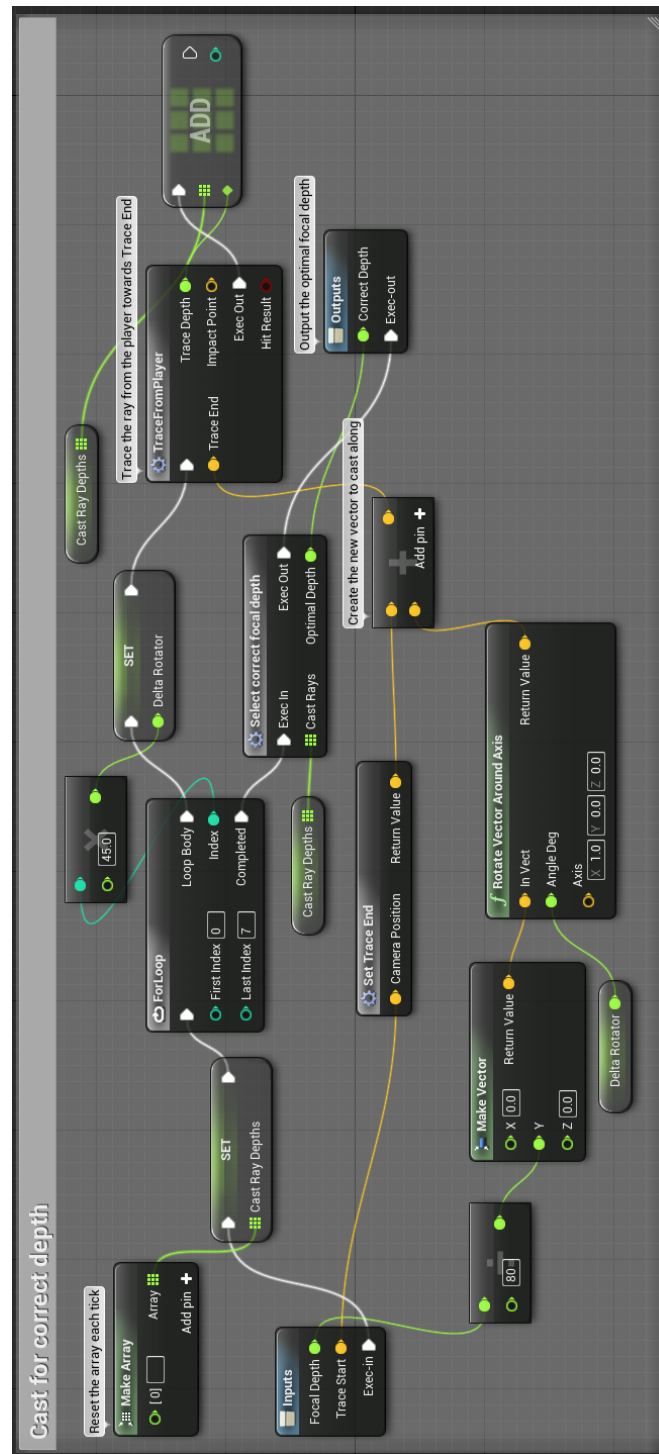 Cast for correct depth
Reset the array each tick
Make Array
[0]
Array
Add pin
Inputs
Focal Depth
Trace Start
Exec-in
SET
Cast Ray Depths
ForLoop
First Index 0
Last Index 7
Loop Body
Index
Completed
45.0
SET
Delta Rotator
Cast Ray Depths
Trace the ray from the player towards Trace End
TraceFromPlayer
Trace End
Trace Depth
Impact Point
Exec Out
Hit Result
ADD
Cast Ray Depths
Select correct focal depth
Exec In
Cast Rays
Exec Out
Optimal Depth
Output the optimal focal depth
Outputs
Correct Depth
Exec-out
Set Trace End
Camera Position
Return Value
Create the new vector to cast along
Add pin
80
Make Vector
X 0.0
Y
Z 0.0
Return Value
Delta Rotator
Rotate Vector Around Axis
In Vect
Angle Deg
Axis
X 1.0 Y 0.0 Z 0.0
Return Value